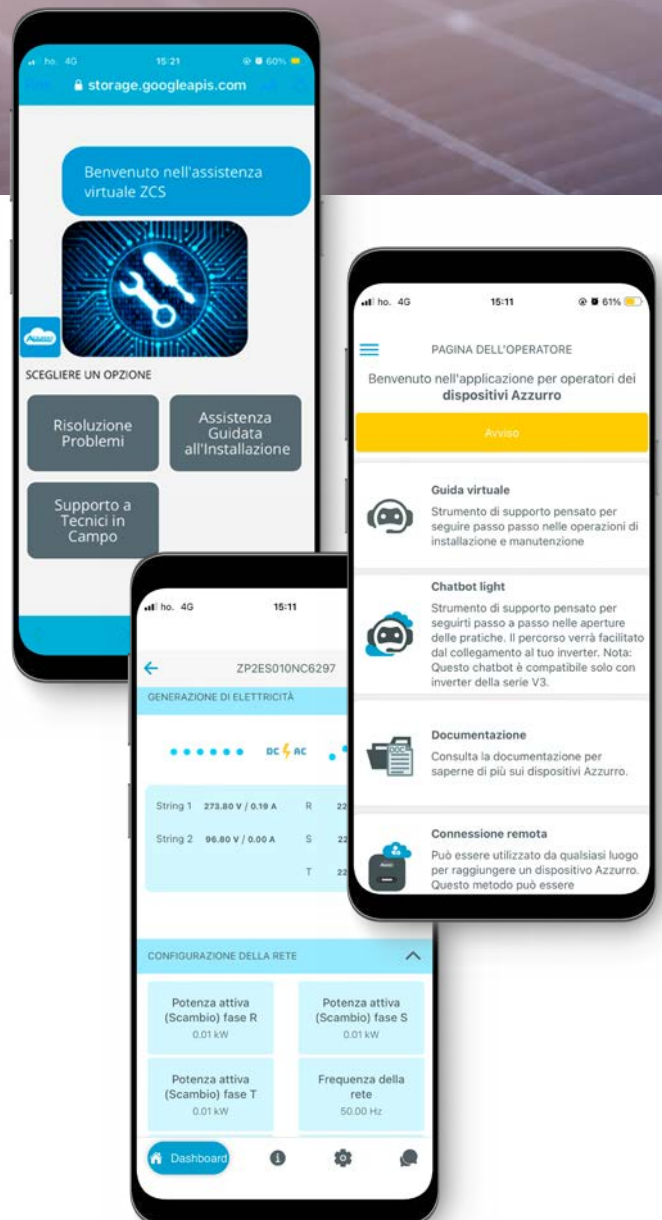 ho. 4G 15:21 60%
storage.googleapis.com
Benvenuto nell'assistenza
virtuale ZCS
SCEGLIERE UN OPZIONE
Risoluzione
Problemi
Assistenza
Guidata
all'Installazione
Supporto a
Tecnici in
Campo
ho. 4G 15:11 61%
PAGINA DELL'OPERATORE
Benvenuto nell'applicazione per operatori dei
dispositivi Azzurro
Avviso
Guida virtuale
Strumento di supporto pensato per
seguire passo passo nelle operazioni di
installazione e manutenzione
Chatbot light
Strumento di supporto pensato per
seguirti passo a passo nelle aperture
delle pratiche. Il percorso verrà facilitato
dal collegamento al tuo inverter. Nota:
Questo chatbot è compatibile solo con
inverter della serie V3.
DOC
Documentazione
Consulta la documentazione per
saperne di più sui dispositivi Azzurro.
Connessione remota
Può essere utilizzato da qualsiasi luogo
per raggiungere un dispositivo Azzurro.
Questo metodo può essere
ho. 4G 15:11
ZP2ES010NC6297
GENERAZIONE DI ELETTRICITÀ
DC AC
String 1 273.80 V / 0.19 A R 22
String 2 96.80 V / 0.00 A S 22
T 22
CONFIGURAZIONE DELLA RETE
Potenza attiva
(Scambio) fase R
0.01 kW
Potenza attiva
(Scambio) fase S
0.01 kW
Potenza attiva
(Scambio) fase T
0.01 kW
Frequenza della
rete
50.00 Hz
Dashboard